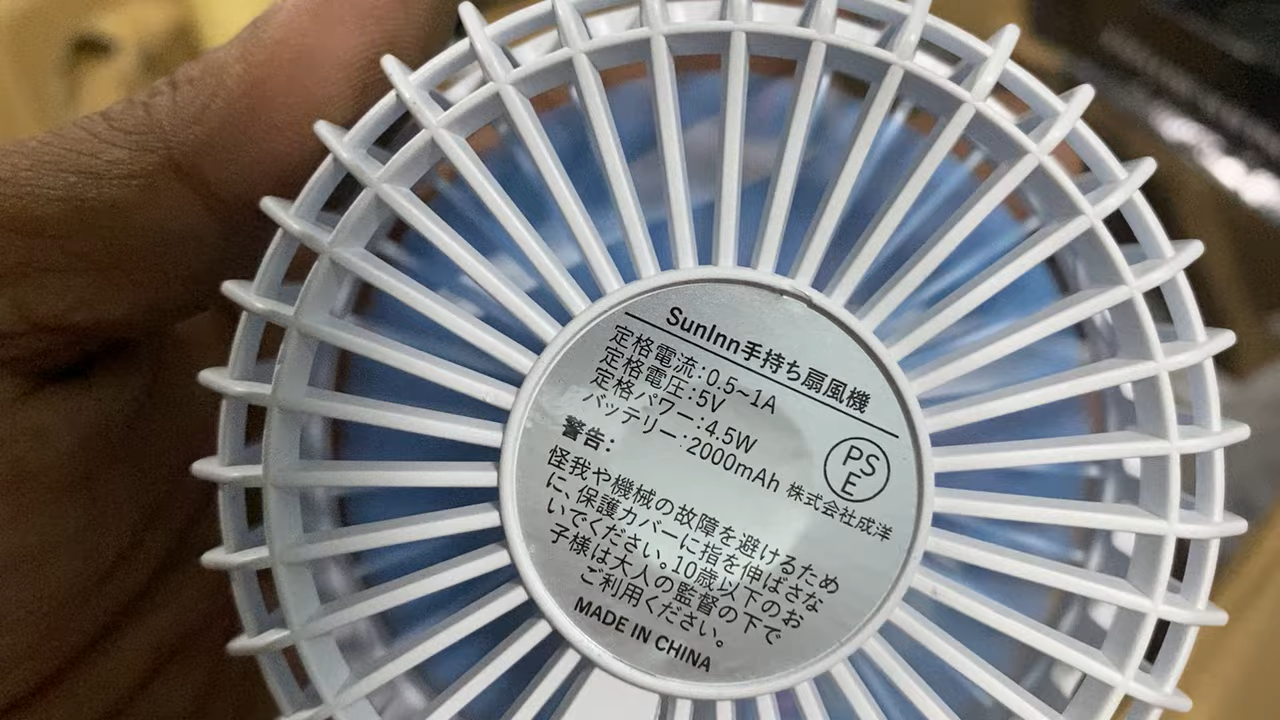 SunInn手持ち扇風機
定格電流:0.5~1A
定格電圧:5V
定格パワー:4.5W
バッテリー:2000mAh
PS
E
株式会社成洋
警告:
怪我や機械の故障を避けるため
に、保護カバーに指を伸ばさな
いでください。10歳以下のお
子様は大人の監督の下で
ご利用ください。
MADE IN CHINA